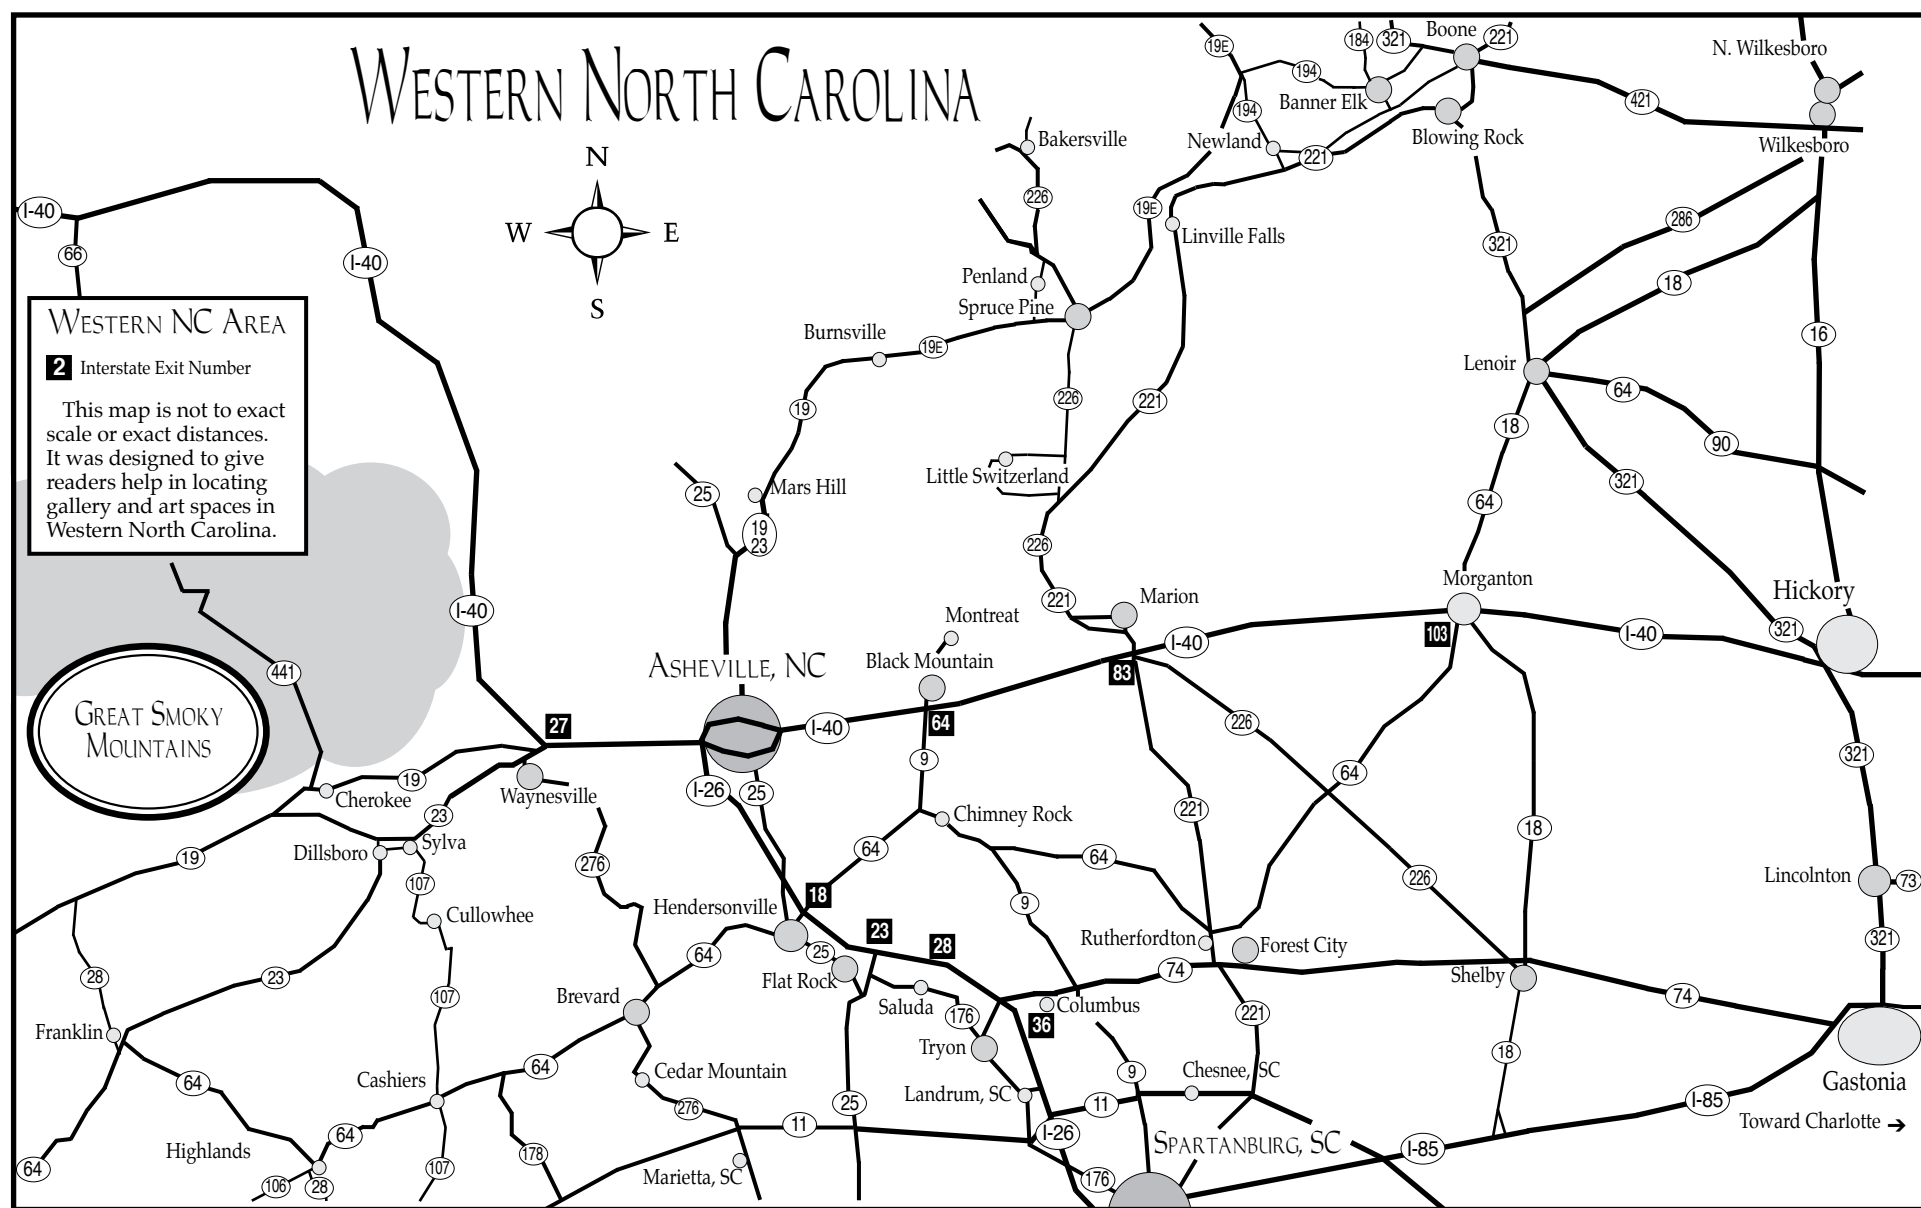 WESTERN NORTH CAROLINA
N
W E
S
WESTERN NC AREA
2 Interstate Exit Number
This map is not to exact
scale or exact distances.
It was designed to give
readers help in locating
gallery and art spaces in
Western North Carolina.
GREAT SMOKY
MOUNTAINS
I-40
66
I-40
I-40
441
27
19
Cherokee
Waynesville
23
Sylva
Dillsboro
19
107
Cullowhee
28
23
107
Franklin
64
Cashiers
64
Highlands
64
106
28
107
178
64
Brevard
276
64
Cedar Mountain
276
11
Marietta, SC
25
Bakersville
226
Penland
Spruce Pine
Burnsville
19E
19
Mars Hill
25
19
23
ASHEVILLE, NC
I-26
25
I-40
Montreat
Black Mountain
64
9
Chimney Rock
64
64
9
18
Hendersonville
25
Flat Rock
23
28
Saluda
176
Tryon
Columbus
36
Landrum, SC
11
I-26
176
9
Chesnee, SC
SPARTANBURG, SC
I-85
I-85
19E
194
184
321
Boone
221
Banner Elk
194
Newland
221
Blowing Rock
421
N. Wilkesboro
Wilkesboro
19E
Linville Falls
321
286
18
16
Lenoir
64
90
18
321
64
226
221
Little Switzerland
226
221
Marion
83
I-40
Morganton
103
I-40
Hickory
321
226
221
64
18
226
321
Lincolnton
73
321
Rutherfordton
Forest City
74
Shelby
74
221
18
Gastonia
Toward Charlotte ➔